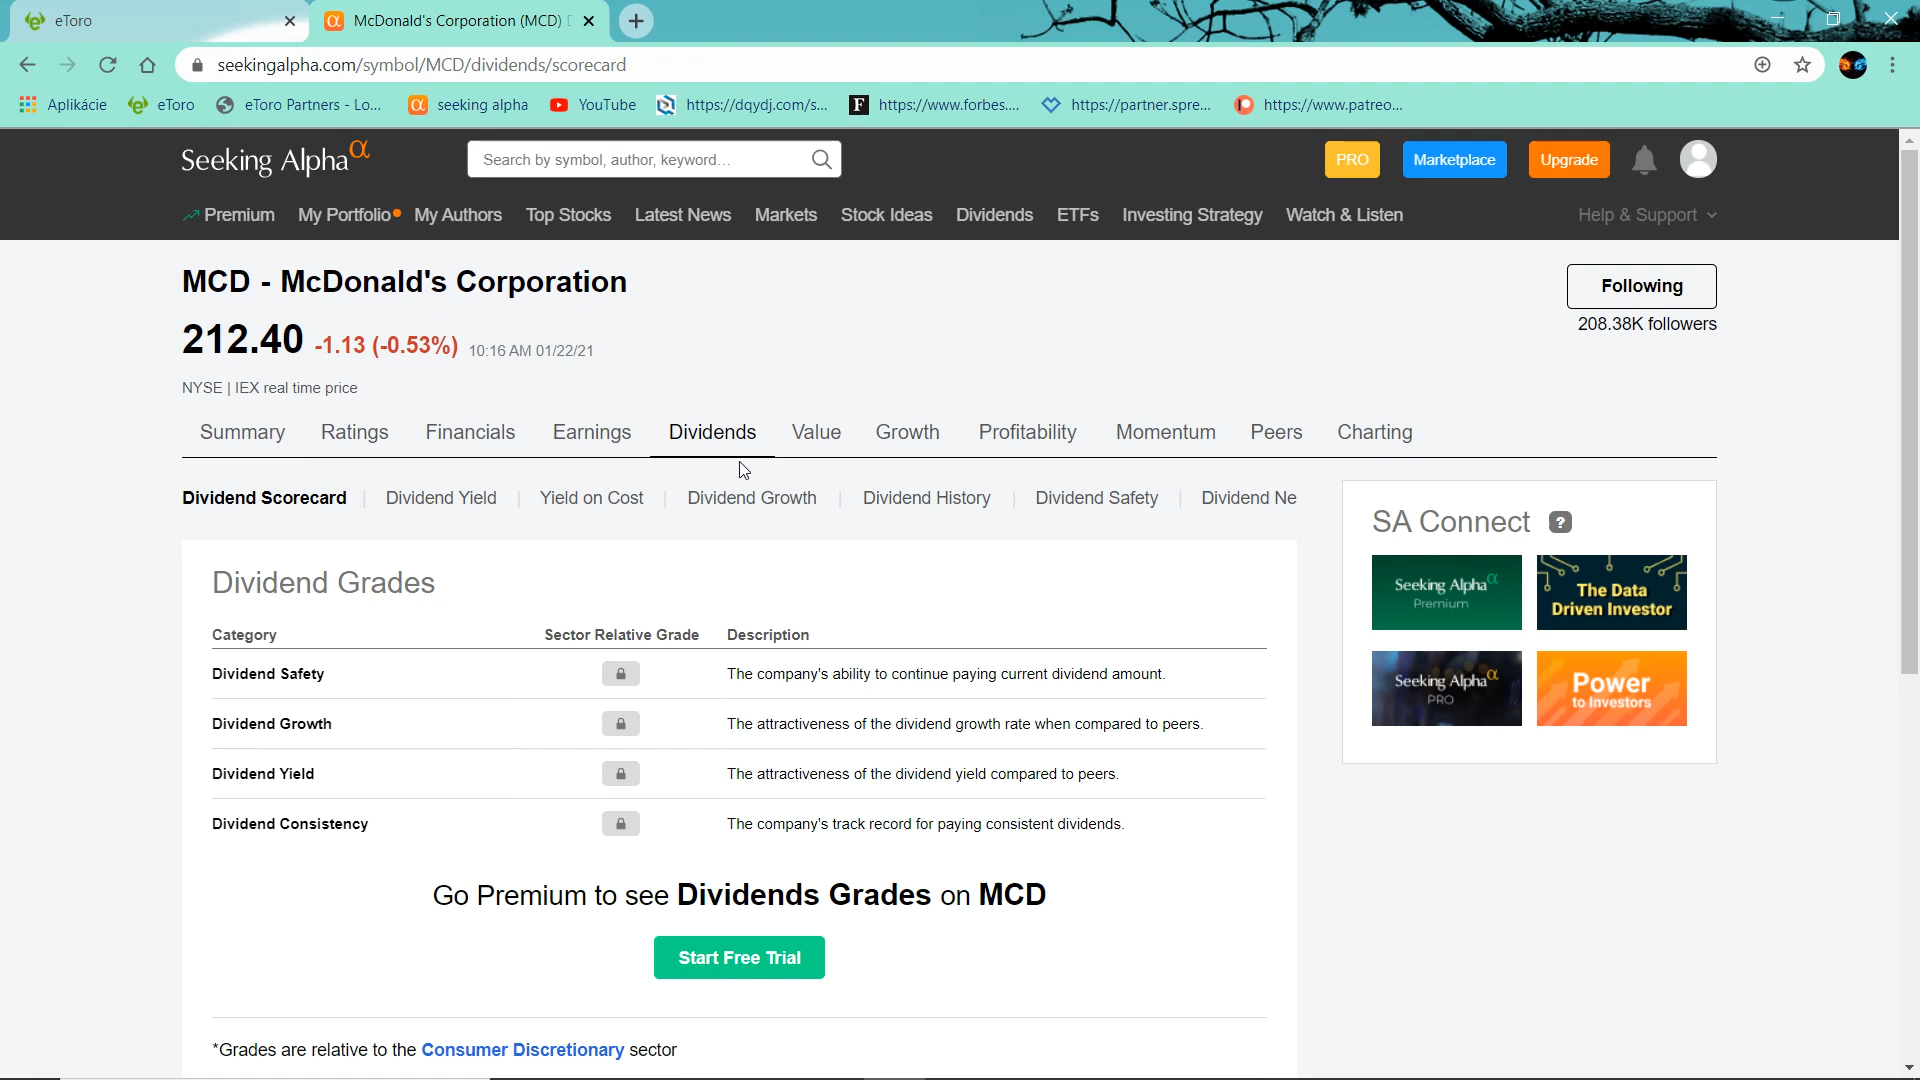 eToro
McDonald's Corporation (MCD) D
seekingalpha.com/symbol/MCD/dividends/scorecard
Aplikácie eToro eToro Partners - Lo... seeking alpha YouTube https://dqydj.com/s... https://www.forbes.... https://partner.spre... https://www.patreo...
Seeking Alpha α
Search by symbol, author, keyword...
PRO Marketplace Upgrade
Premium My Portfolio My Authors Top Stocks Latest News Markets Stock Ideas Dividends ETFs Investing Strategy Watch & Listen Help & Support
MCD - McDonald's Corporation
Following
208.38K followers
212.40 -1.13 (-0.53%) 10:16 AM 01/22/21
NYSE | IEX real time price
Summary Ratings Financials Earnings Dividends Value Growth Profitability Momentum Peers Charting
Dividend Scorecard | Dividend Yield | Yield on Cost | Dividend Growth | Dividend History | Dividend Safety | Dividend Ne
Dividend Grades
Category Sector Relative Grade Description
Dividend Safety The company's ability to continue paying current dividend amount.
Dividend Growth The attractiveness of the dividend growth rate when compared to peers.
Dividend Yield The attractiveness of the dividend yield compared to peers.
Dividend Consistency The company's track record for paying consistent dividends.
Go Premium to see Dividends Grades on MCD
Start Free Trial
*Grades are relative to the Consumer Discretionary sector
SA Connect ?
Seeking Alpha α
Premium
The Data
Driven Investor
Seeking Alpha α
PRO
Power
to Investors